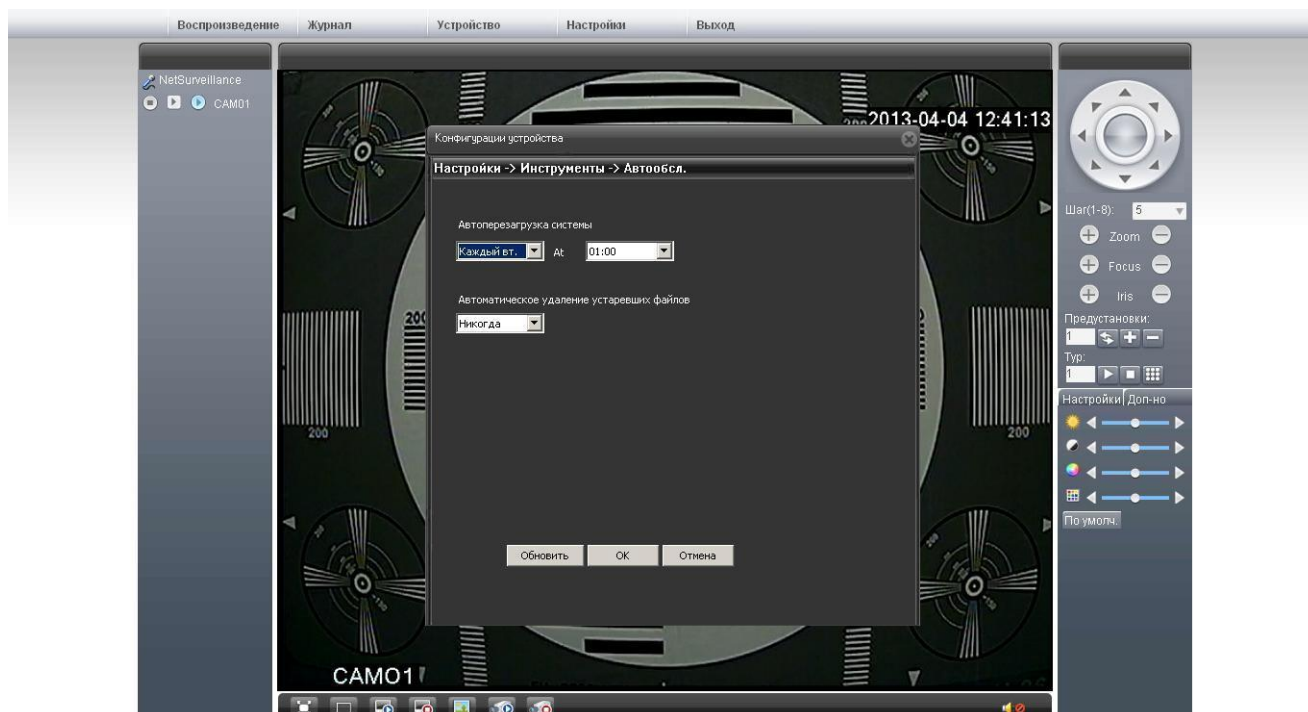 Воспроизведение Журнал Устройство Настройки Выход
NetSurveillance
CAM01
2013-04-04 12:41:13
Конфигурации устройства
Настройки -> Инструменты -> Автообсл.
Автоперезагрузка системы
Каждый вт. At 01:00
Автоматическое удаление устаревших файлов
Никогда
Обновить OK Отмена
200
200
200
CAM01
Шаг(1-8): 5
Zoom
Focus
Iris
Предустановки:
1
Тур:
1
Настройки Доп-но
По умолч.